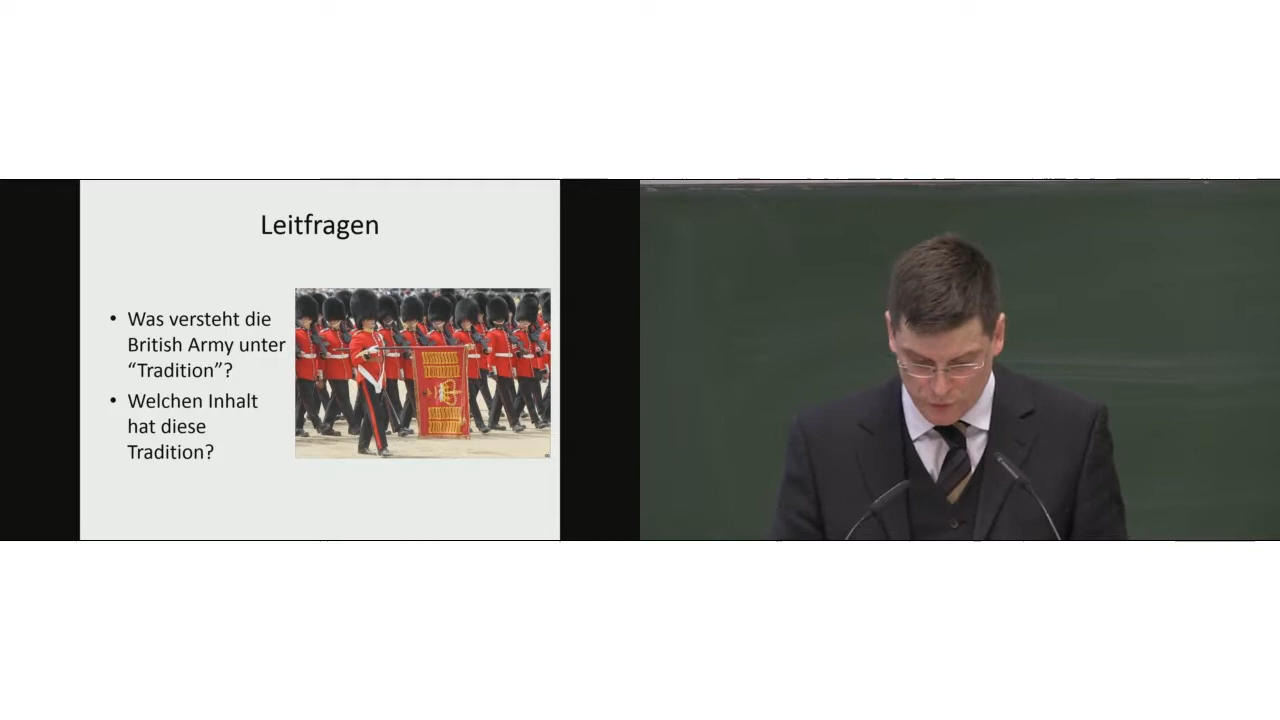 Leitfragen
• Was versteht die
British Army unter
“Tradition”?
• Welchen Inhalt
hat diese
Tradition?